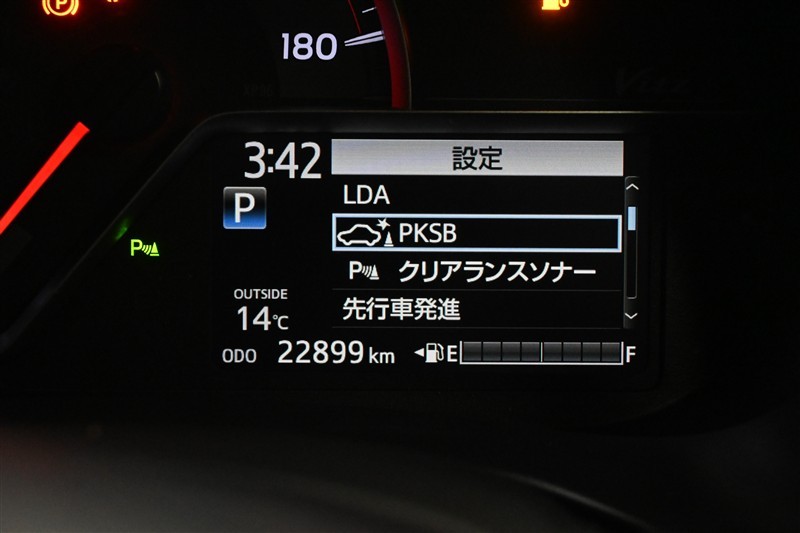 P
180
3:42
設定
P
LDA
PKSB
P クリアランスソナー
P
先行車発進
OUTSIDE
14℃
ODO 22899 km
E F